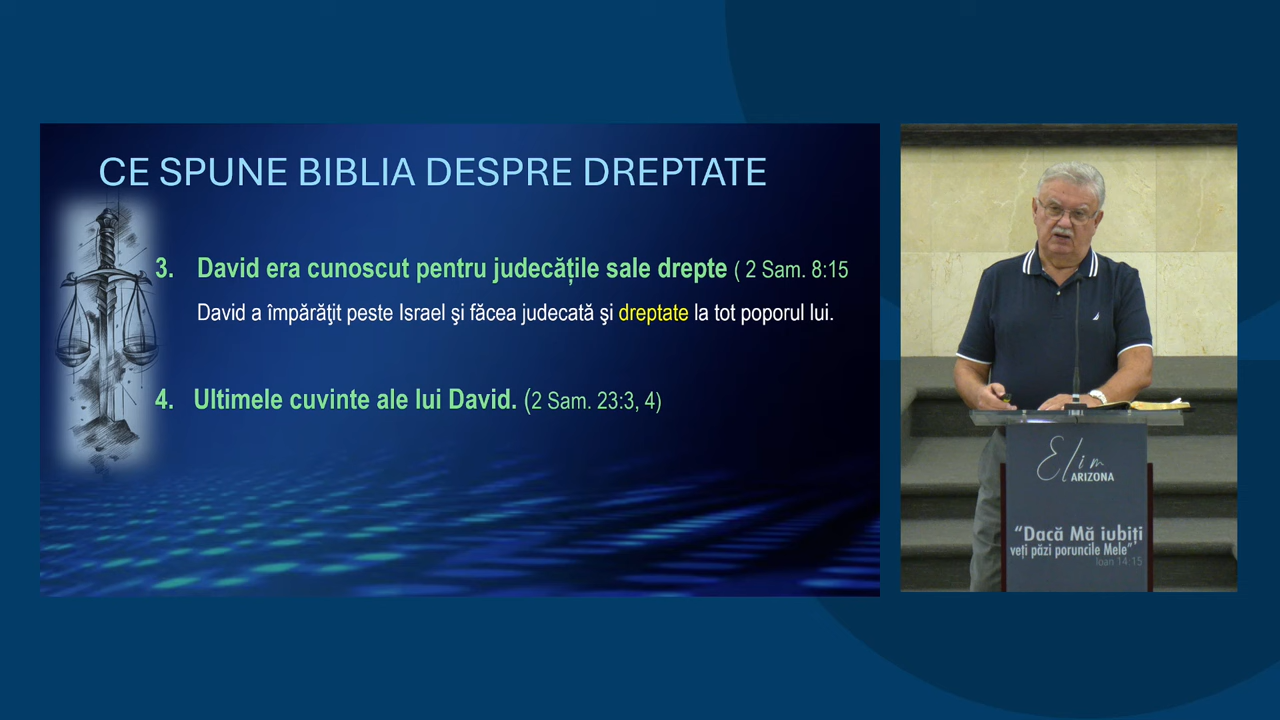 CE SPUNE BIBLIA DESPRE DREPTATE
3. David era cunoscut pentru judecățile sale drepte ( 2 Sam. 8:15
David a împărăţit peste Israel şi făcea judecată şi dreptate la tot poporul lui.
4. Ultimele cuvinte ale lui David. (2 Sam. 23:3, 4)
Elim
ARIZONA
“Dacă Mă iubiți
veți păzi poruncile Mele”
Ioan 14 15